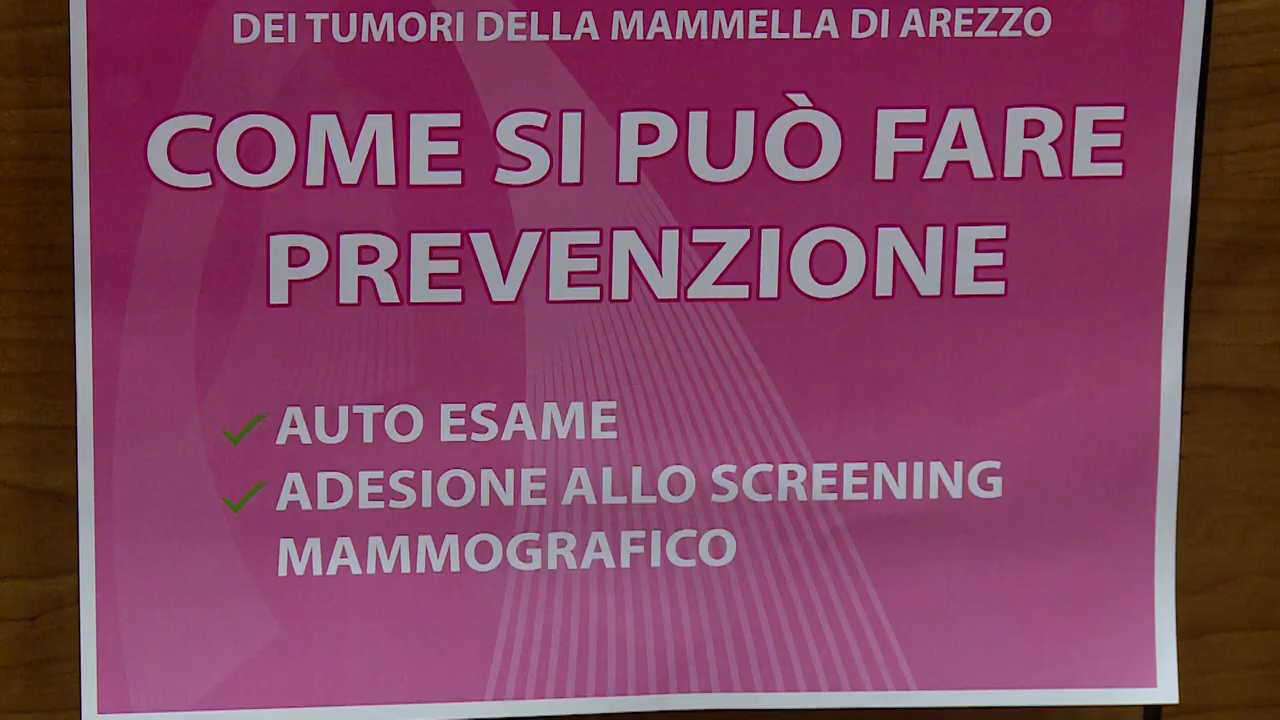 DEI TUMORI DELLA MAMMELLA DI AREZZO
COME SI PUÒ FARE
PREVENZIONE
AUTO ESAME
ADESIONE ALLO SCREENING
MAMMOGRAFICO